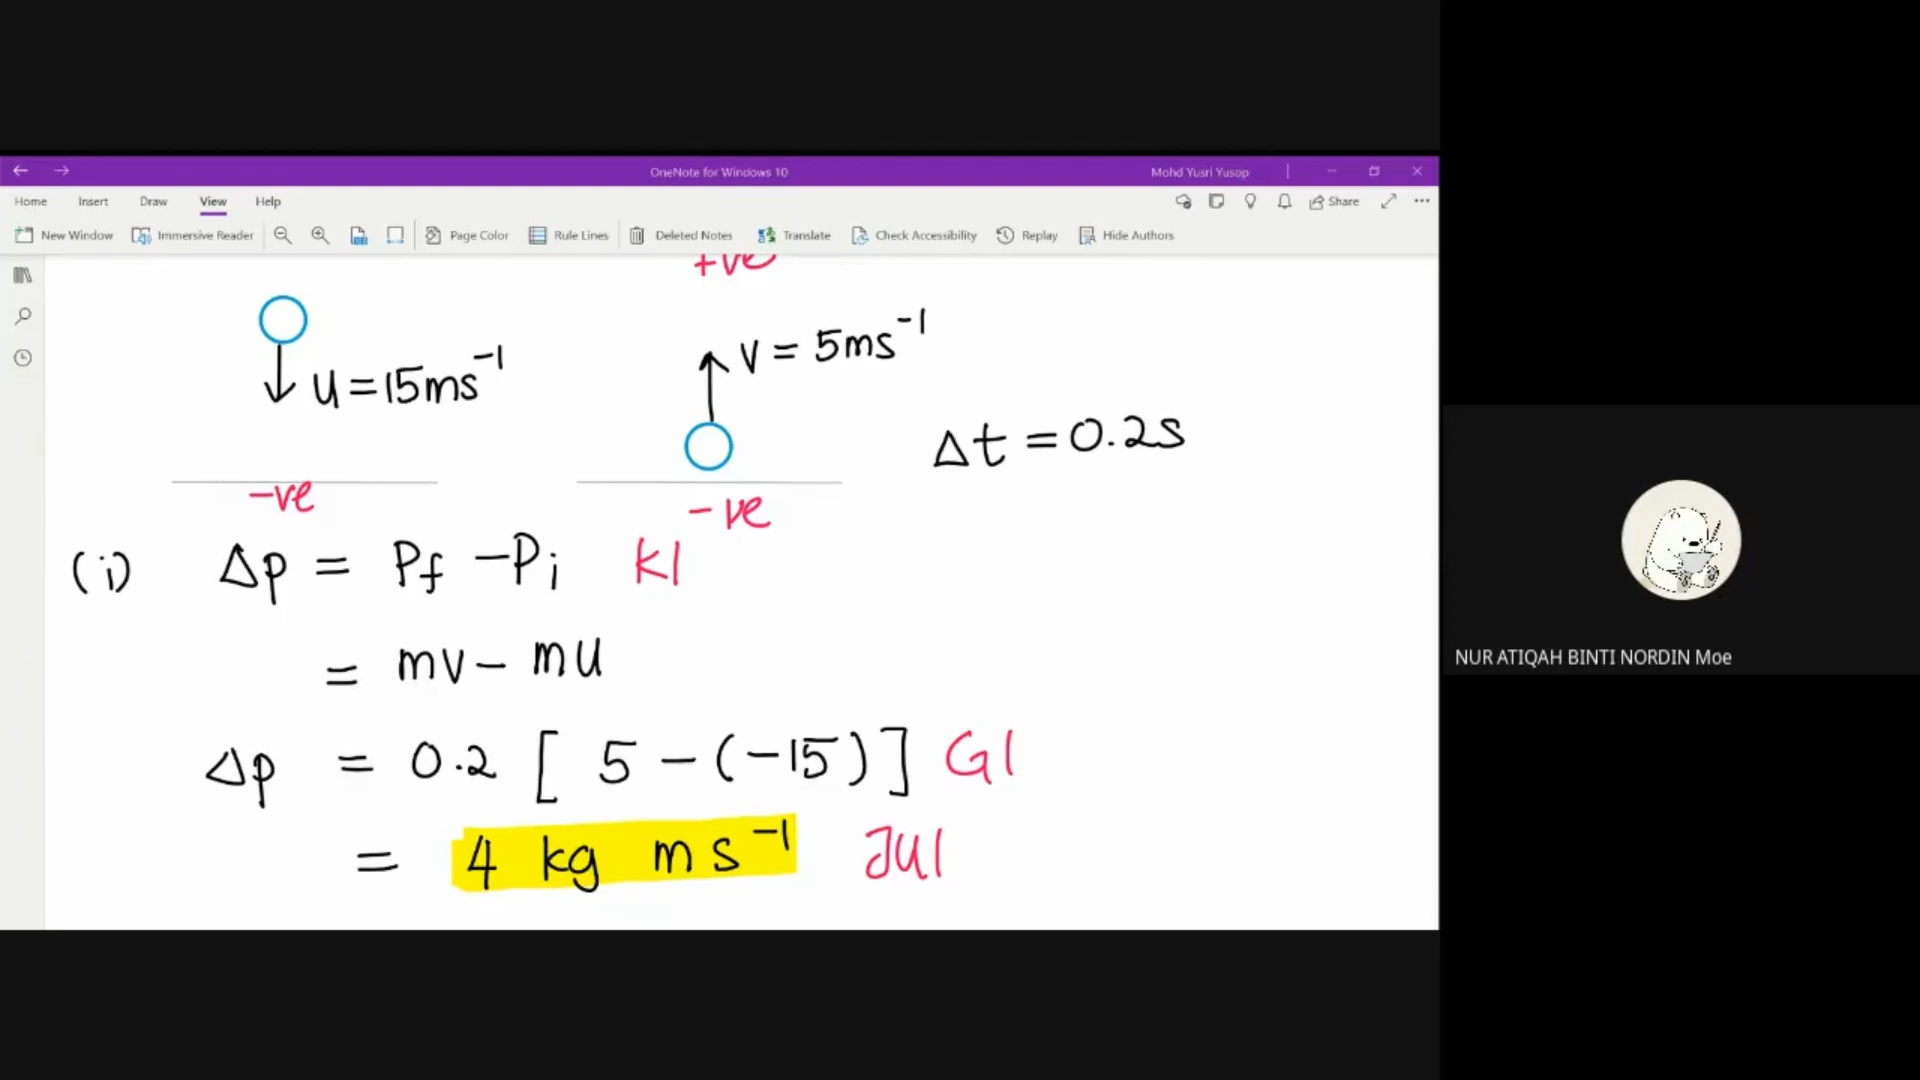 OneNote for Windows 10
Mohd Yusri Yusop
Home Insert Draw View Help
Share
New Window Immersive Reader Page Color Rule Lines Deleted Notes Translate Check Accessibility Replay Hide Authors
+ve
u = 15ms⁻¹
v = 5ms⁻¹
Δt = 0.2s
-ve
-ve
(i) Δp = Pf - Pi K1
= mv - mu
Δp = 0.2 [ 5 - (-15) ] G1
= 4 kg m s⁻¹ JU1
NUR ATIQAH BINTI NORDIN Moe